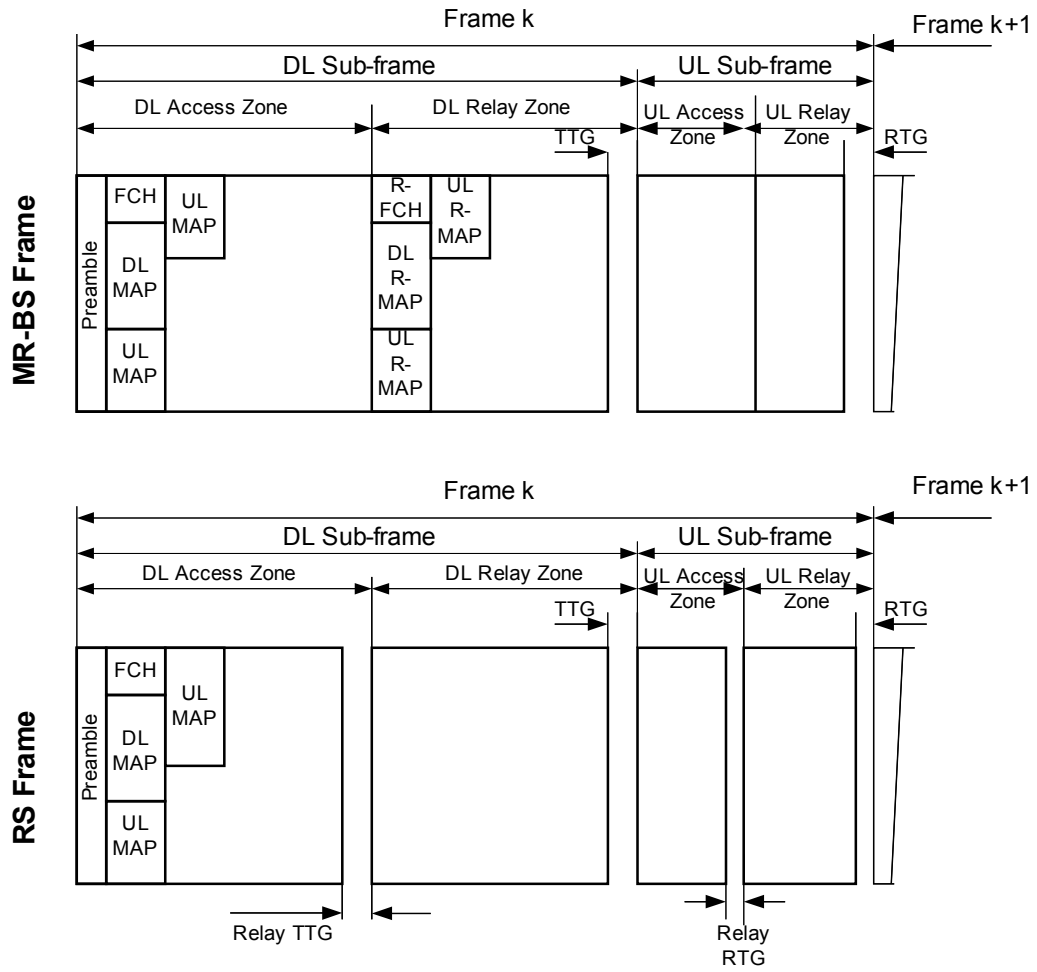 Frame k
Frame k+1
DL Sub-frame
UL Sub-frame
DL Access Zone
DL Relay Zone
UL Access
Zone
UL Relay
Zone
TTG
RTG
MR-BS Frame
Preamble
FCH
DL
MAP
UL
MAP
UL
MAP
R-
FCH
DL
R-
MAP
UL
R-
MAP
UL
R-
MAP
Frame k
Frame k+1
DL Sub-frame
UL Sub-frame
DL Access Zone
DL Relay Zone
UL Access
Zone
UL Relay
Zone
TTG
RTG
RS Frame
Preamble
FCH
DL
MAP
UL
MAP
UL
MAP
Relay TTG
Relay
RTG